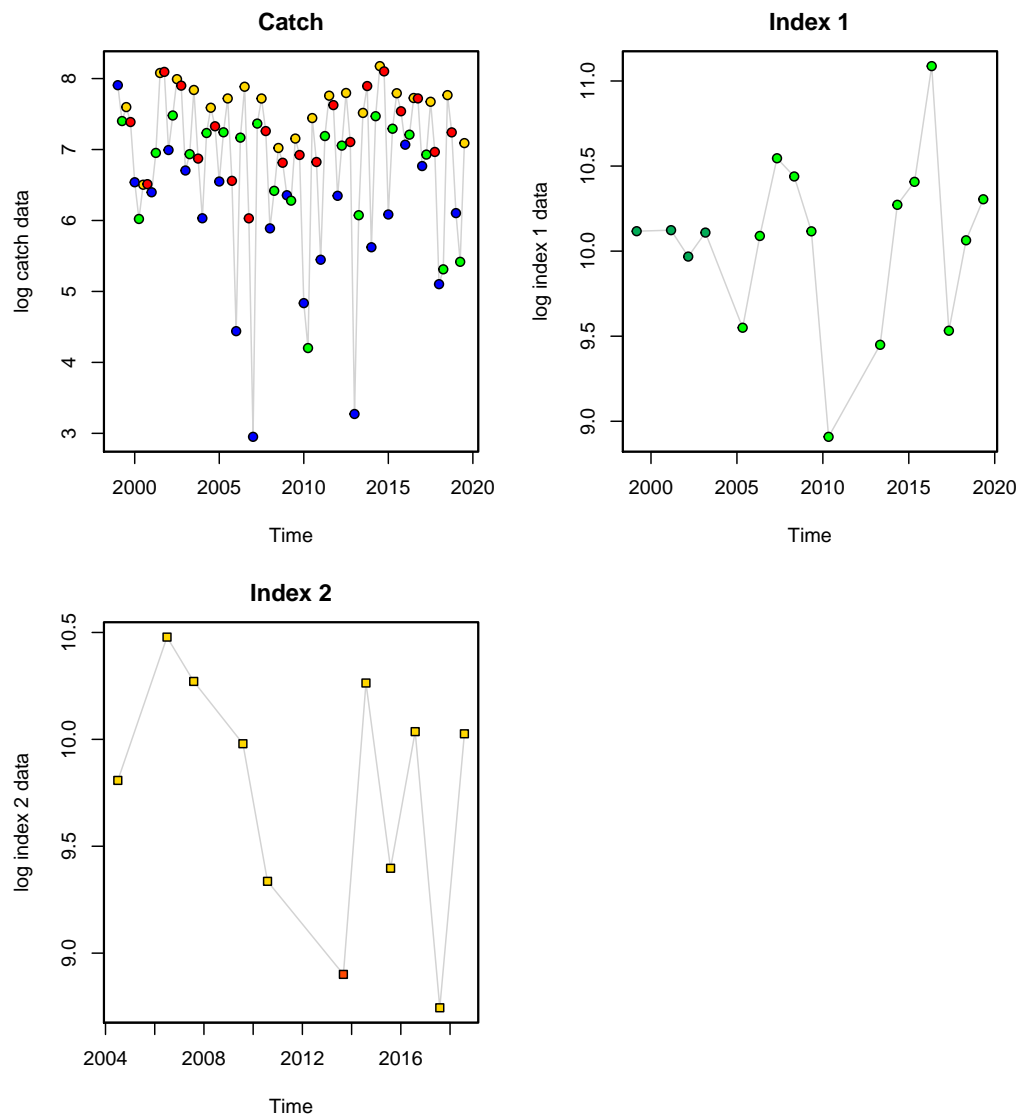 Catch
log catch data
8
7
6
5
4
3
2000 2005 2010 2015 2020
Time
Index 1
log index 1 data
11.0
10.5
10.0
9.5
9.0
2000 2005 2010 2015 2020
Time
Index 2
log index 2 data
10.5
10.0
9.5
9.0
2004 2008 2012 2016
Time